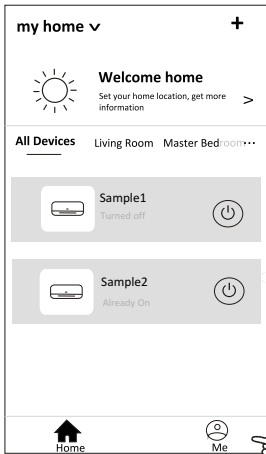 my home
Welcome home
Set your home location, get more
information
All Devices Living Room Master Bedroom
Sample1
Turned off
Sample2
Already On
Home Me